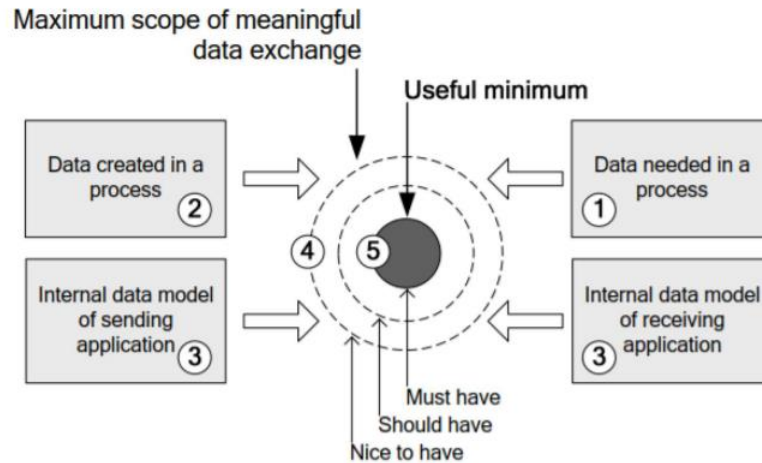 Maximum scope of meaningful
data exchange
Useful minimum
Data created in a
process
2
Data needed in a
process
1
4
5
Internal data model
of sending
application
3
Internal data model
of receiving
application
3
Must have
Should have
Nice to have